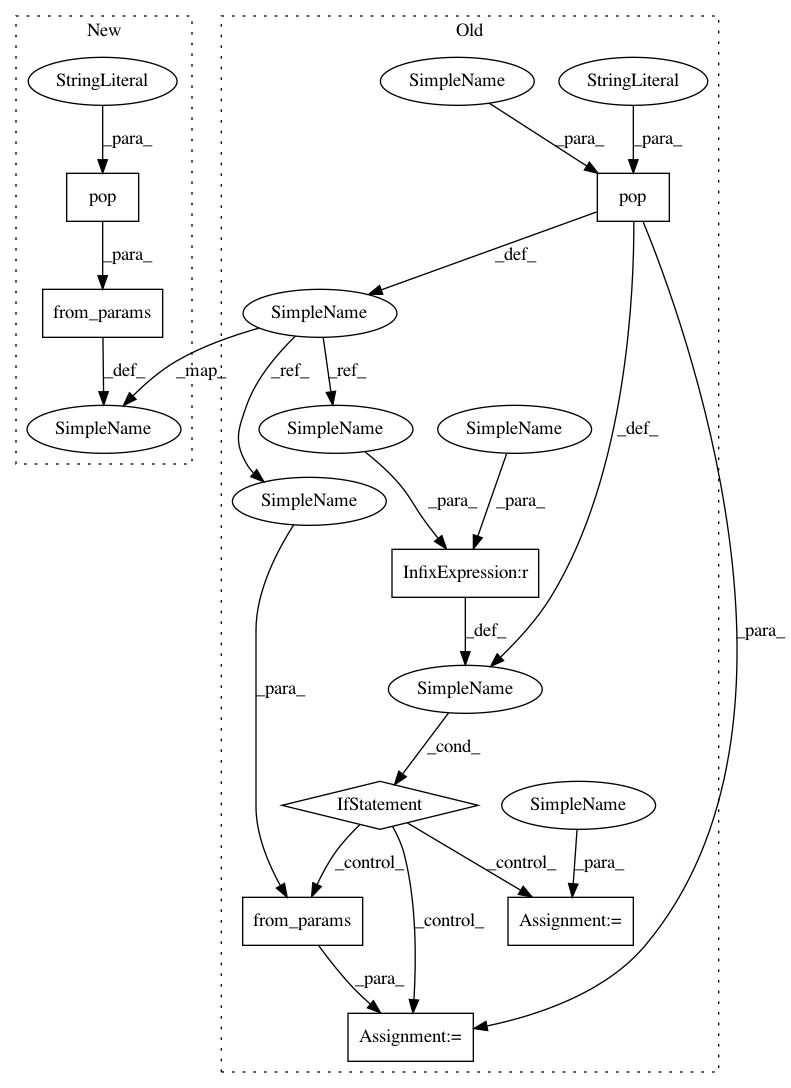 New
Old
StringLiteral
SimpleName
StringLiteral
_para_
_para_
_para_
pop
pop
_para_
_def_
from_params
SimpleName
_def_
_map_
_ref_
_ref_
_def_
SimpleName
SimpleName
SimpleName
SimpleName
_para_
_para_
InfixExpression:r
_def_
_para_
_para_
SimpleName
_cond_
IfStatement
SimpleName
_control_
_control_
_para_
_control_
from_params
Assignment:=
_para_
Assignment:=